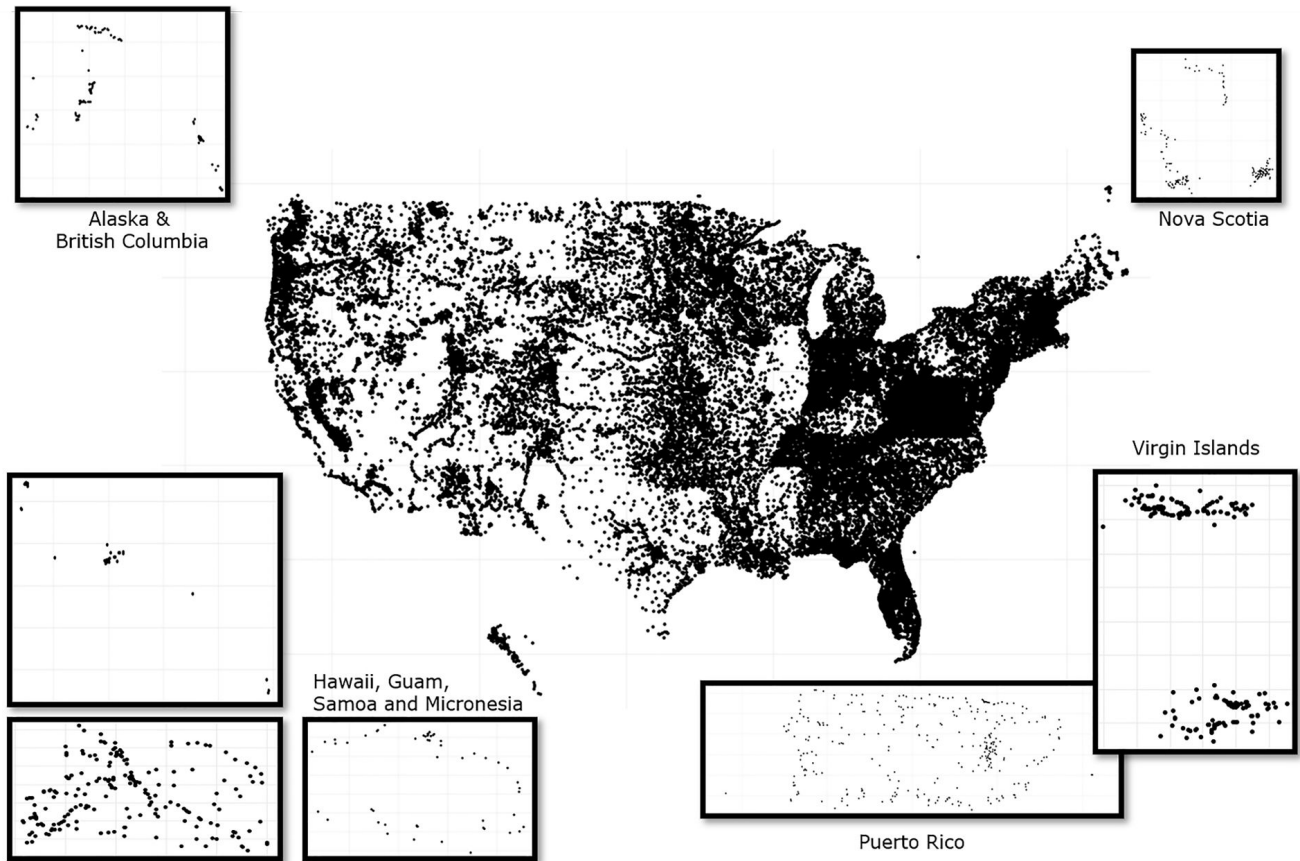 Alaska &
British Columbia
Nova Scotia
Virgin Islands
Hawaii, Guam,
Samoa and Micronesia
Puerto Rico